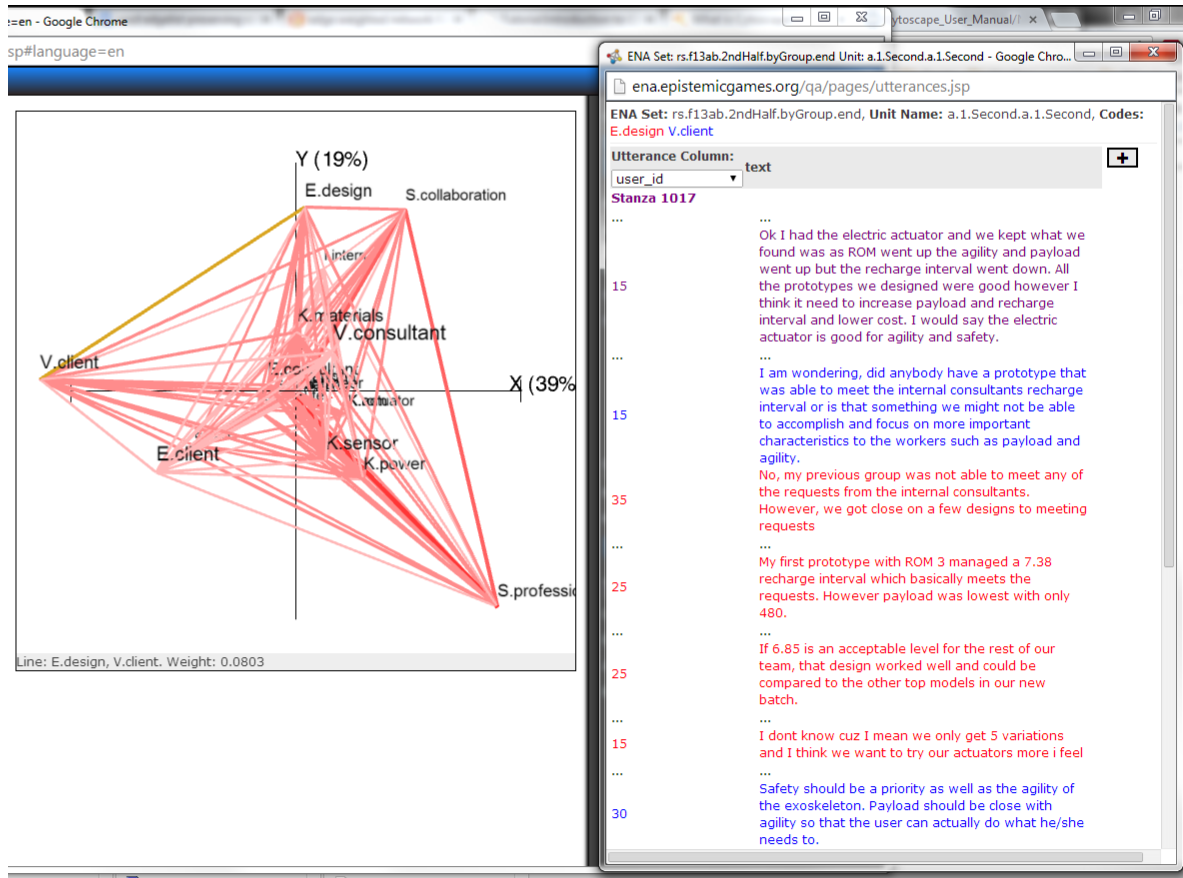 =en - Google Chrome
ytoscape_User_Manual/
sp#language=en
Y (19%)
E.design
S.collaboration
K.materials
V.consultant
V.client
X (39%
E.client
K.sensor
K.power
S.professio
Line: E.design, V.client. Weight: 0.0803
ENA Set: rs.f13ab.2ndHalf.byGroup.end Unit: a.1.Second.a.1.Second - Google Chro...
ena.epistemicgames.org/qa/pages/utterances.jsp
ENA Set: rs.f13ab.2ndHalf.byGroup.end, Unit Name: a.1.Second.a.1.Second, Codes:
E.design V.client
Utterance Column:
user_id
text
+
Stanza 1017
... ...
15
Ok I had the electric actuator and we kept what we
found was as ROM went up the agility and payload
went up but the recharge interval went down. All
the prototypes we designed were good however I
think it need to increase payload and recharge
interval and lower cost. I would say the electric
actuator is good for agility and safety.
... ...
15
I am wondering, did anybody have a prototype that
was able to meet the internal consultants recharge
interval or is that something we might not be able
to accomplish and focus on more important
characteristics to the workers such as payload and
agility.
35
No, my previous group was not able to meet any of
the requests from the internal consultants.
However, we got close on a few designs to meeting
requests
... ...
25
My first prototype with ROM 3 managed a 7.38
recharge interval which basically meets the
requests. However payload was lowest with only
480.
... ...
25
If 6.85 is an acceptable level for the rest of our
team, that design worked well and could be
compared to the other top models in our new
batch.
... ...
15
I dont know cuz I mean we only get 5 variations
and I think we want to try our actuators more i feel
... ...
30
Safety should be a priority as well as the agility of
the exoskeleton. Payload should be close with
agility so that the user can actually do what he/she
needs to.